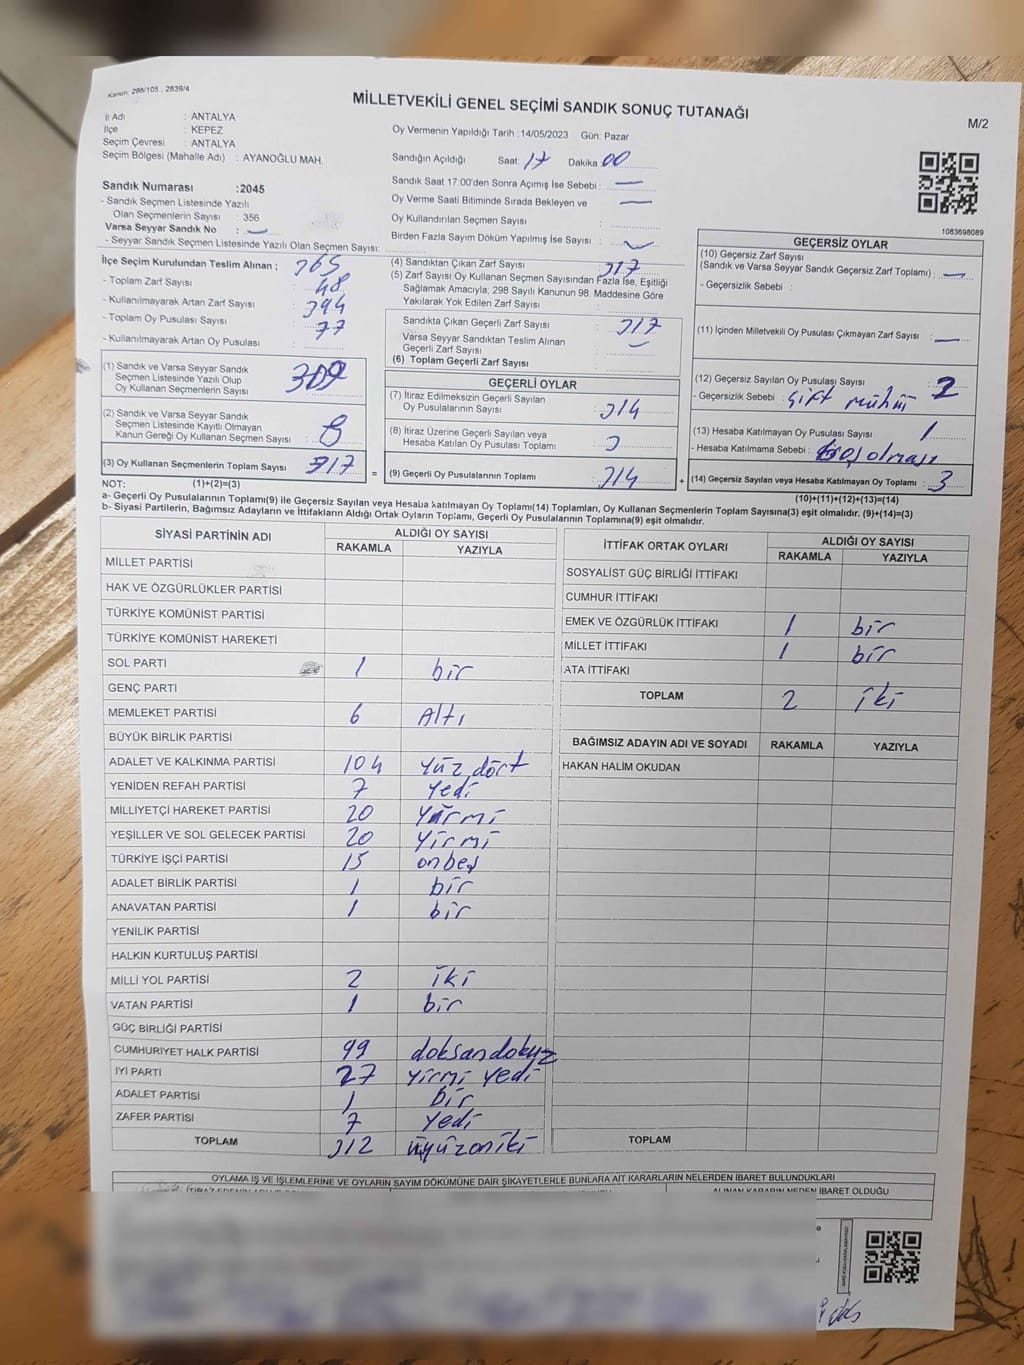 Kanun: 298/105 , 2839/4
MİLLETVEKİLİ GENEL SEÇİMİ SANDIK SONUÇ TUTANAĞI
M/2
İl Adı : ANTALYA
İlçe : KEPEZ
Seçim Çevresi : ANTALYA
Seçim Bölgesi (Mahalle Adı) : AYANOĞLU MAH.
Oy Vermenin Yapıldığı Tarih :14/05/2023 Gün: Pazar
Sandığın Açıldığı Saat: 17 Dakika 00
Sandık Saat 17:00'den Sonra Açımış İse Sebebi : —
Oy Verme Saati Bitiminde Sırada Bekleyen ve —
Oy Kullandırılan Seçmen Sayısı :
Birden Fazla Sayım Döküm Yapılmış İse Sayısı :
Sandık Numarası :2045
- Sandık Seçmen Listesinde Yazılı
Olan Seçmenlerin Sayısı : 356
Varsa Seyyar Sandık No : —
- Seyyar Sandık Seçmen Listesinde Yazılı Olan Seçmen Sayısı:
1083698089
İlçe Seçim Kurulundan Teslim Alınan ;
- Toplam Zarf Sayısı : 365
- Kullanılmayarak Artan Zarf Sayısı : 48
- Toplam Oy Pusulası Sayısı : 394
- Kullanılmayarak Artan Oy Pusulası : 77
(1) Sandık ve Varsa Seyyar Sandık
Seçmen Listesinde Yazılı Olup
Oy Kullanan Seçmenlerin Sayısı : 309
(2) Sandık ve Varsa Seyyar Sandık
Seçmen Listesinde Kayıtlı Olmayan
Kanun Gereği Oy Kullanan Seçmen Sayısı : 8
(3) Oy Kullanan Seçmenlerin Toplam Sayısı : 317
(4) Sandıktan Çıkan Zarf Sayısı : 317
(5) Zarf Sayısı Oy Kullanan Seçmen Sayısından Fazla İse, Eşitliği
Sağlamak Amacıyla; 298 Sayılı Kanunun 98. Maddesine Göre
Yakılarak Yok Edilen Zarf Sayısı :
Sandıkta Çıkan Geçerli Zarf Sayısı : 317
Varsa Seyyar Sandıktan Teslim Alınan
Geçerli Zarf Sayısı : —
(6) Toplam Geçerli Zarf Sayısı :
GEÇERLİ OYLAR
(7) İtiraz Edilmeksizin Geçerli Sayılan
Oy Pusulalarının Sayısı : 314
(8) İtiraz Üzerine Geçerli Sayılan veya
Hesaba Katılan Oy Pusulası Toplamı :
= (9) Geçerli Oy Pusulalarının Toplamı : 314
GEÇERSİZ OYLAR
(10) Geçersiz Zarf Sayısı
(Sandık ve Varsa Seyyar Sandık Geçersiz Zarf Toplamı) : —
- Geçersizlik Sebebi :
(11) İçinden Milletvekili Oy Pusulası Çıkmayan Zarf Sayısı : —
(12) Geçersiz Sayılan Oy Pusulası Sayısı : 2
- Geçersizlik Sebebi : Çift mühür
(13) Hesaba Katılmayan Oy Pusulası Sayısı : 1
- Hesaba Katılmama Sebebi : Boş olması
+ (14) Geçersiz Sayılan veya Hesaba Katılmayan Oy Toplamı : 3
NOT: (1)+(2)=(3) (10)+(11)+(12)+(13)=(14)
a- Geçerli Oy Pusulalarının Toplamı(9) ile Geçersiz Sayılan veya Hesaba katılmayan Oy Toplamı(14) Toplamları, Oy Kullanan Seçmenlerin Toplam Sayısına(3) eşit olmalıdır. (9)+(14)=(3)
b- Siyasi Partilerin, Bağımsız Adayların ve İttifakların Aldığı Ortak Oyların Toplamı, Geçerli Oy Pusulalarının Toplamına(9) eşit olmalıdır.
SİYASİ PARTİNİN ADI ALDIĞI OY SAYISI
RAKAMLA YAZIYLA
MİLLET PARTİSİ
HAK VE ÖZGÜRLÜKLER PARTİSİ
TÜRKİYE KOMÜNİST PARTİSİ
TÜRKİYE KOMÜNİST HAREKETİ
SOL PARTİ 1 bir
GENÇ PARTİ
MEMLEKET PARTİSİ 6 Altı
BÜYÜK BİRLİK PARTİSİ
ADALET VE KALKINMA PARTİSİ 104 yüz dört
YENİDEN REFAH PARTİSİ 7 yedi
MİLLİYETÇİ HAREKET PARTİSİ 20 yirmi
YEŞİLLER VE SOL GELECEK PARTİSİ 20 yirmi
TÜRKİYE İŞÇİ PARTİSİ 15 onbeş
ADALET BİRLİK PARTİSİ 1 bir
ANAVATAN PARTİSİ 1 bir
YENİLİK PARTİSİ
HALKIN KURTULUŞ PARTİSİ
MİLLİ YOL PARTİSİ 2 iki
VATAN PARTİSİ 1 bir
GÜÇ BİRLİĞİ PARTİSİ
CUMHURİYET HALK PARTİSİ 99 doksandokuz
İYİ PARTİ 27 yirmi yedi
ADALET PARTİSİ 1 bir
ZAFER PARTİSİ 7 yedi
TOPLAM 312 üçyüzoniki
İTTİFAK ORTAK OYLARI ALDIĞI OY SAYISI
RAKAMLA YAZIYLA
SOSYALİST GÜÇ BİRLİĞİ İTTİFAKI
CUMHUR İTTİFAKI
EMEK VE ÖZGÜRLÜK İTTİFAKI 1 bir
MİLLET İTTİFAKI 1 bir
ATA İTTİFAKI
TOPLAM 2 iki
BAĞIMSIZ ADAYIN ADI VE SOYADI RAKAMLA YAZIYLA
HAKAN HALİM OKUDAN
TOPLAM
OYLAMA İŞ VE İŞLEMLERİNE VE OYLARIN SAYIM DÖKÜMÜNE DAİR ŞİKAYETLERLE BUNLARA AİT KARARLARIN NELERDEN İBARET BULUNDUKLARI
ALINAN KARARIN NEDEN İBARET OLDUĞU